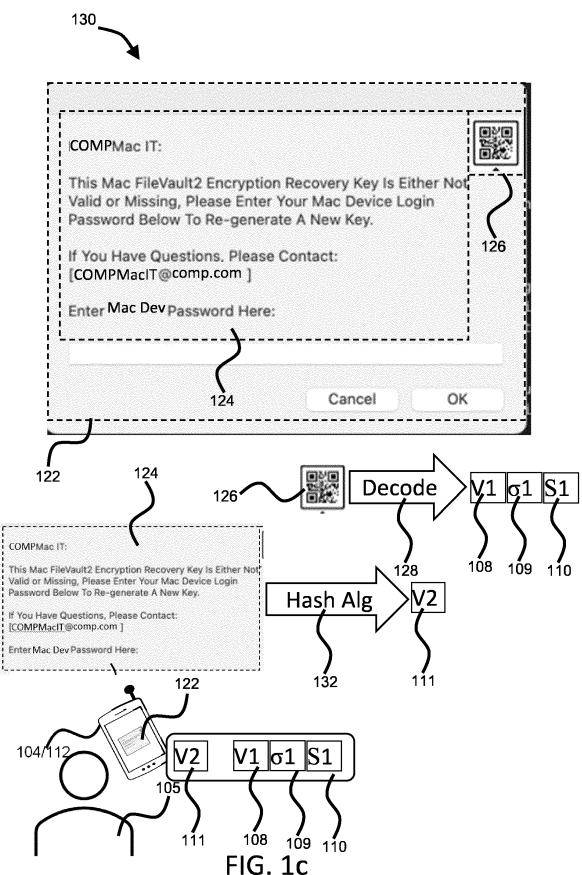 130
COMPMac IT:
This Mac FileVault2 Encryption Recovery Key Is Either Not
Valid or Missing, Please Enter Your Mac Device Login
Password Below To Re-generate A New Key.
126
If You Have Questions. Please Contact:
[COMPMacIT@comp.com ]
Enter Mac Dev Password Here:
124
Cancel OK
122
124
126
Decode
V1 σ1 S1
128
108 109 110
COMPMac IT:
This Mac FileVault2 Encryption Recovery Key Is Either Not
Valid or Missing, Please Enter Your Mac Device Login
Password Below To Re-generate A New Key.
If You Have Questions, Please Contact:
[COMPMacIT@comp.com ]
Enter Mac Dev Password Here:
Hash Alg
V2
132
111
122
104/112
V2 V1 σ1 S1
105
111 108 109 110
FIG. 1c